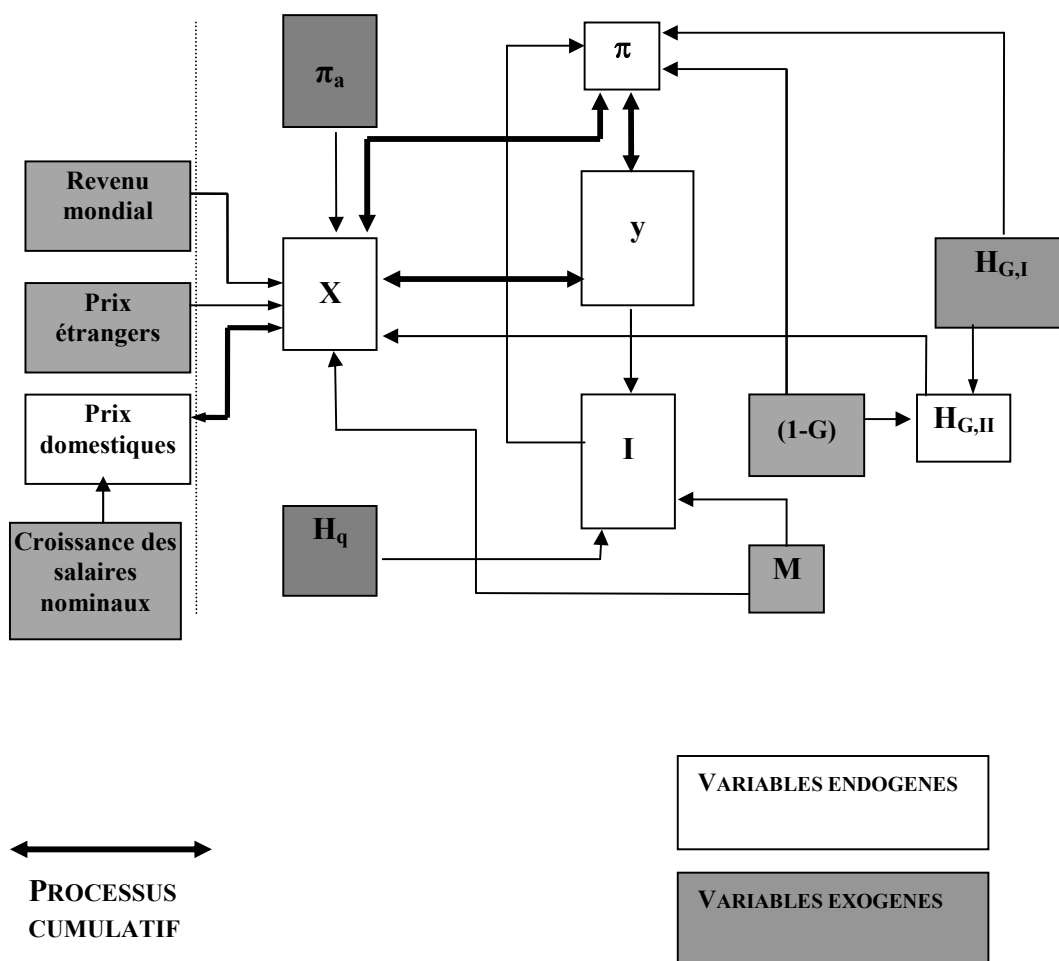 πa
π
Revenu
mondial
y
HG,I
X
Prix
étrangers
Prix
domestiques
(1-G)
HG,II
I
Croissance des
salaires
nominaux
Hq
M
VARIABLES ENDOGENES
PROCESSUS
CUMULATIF
VARIABLES EXOGENES